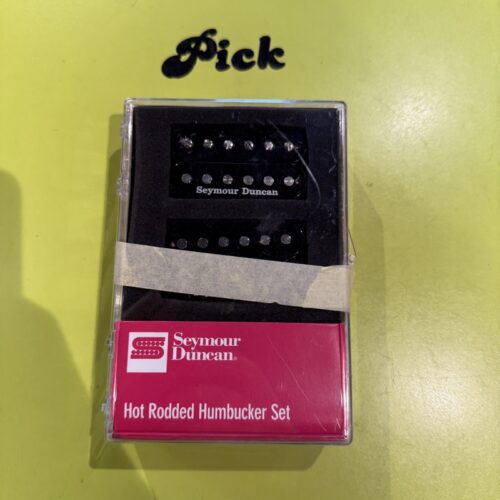 Pick
Seymour Duncan
Seymour
Duncan®
Hot Rodded Humbucker Set